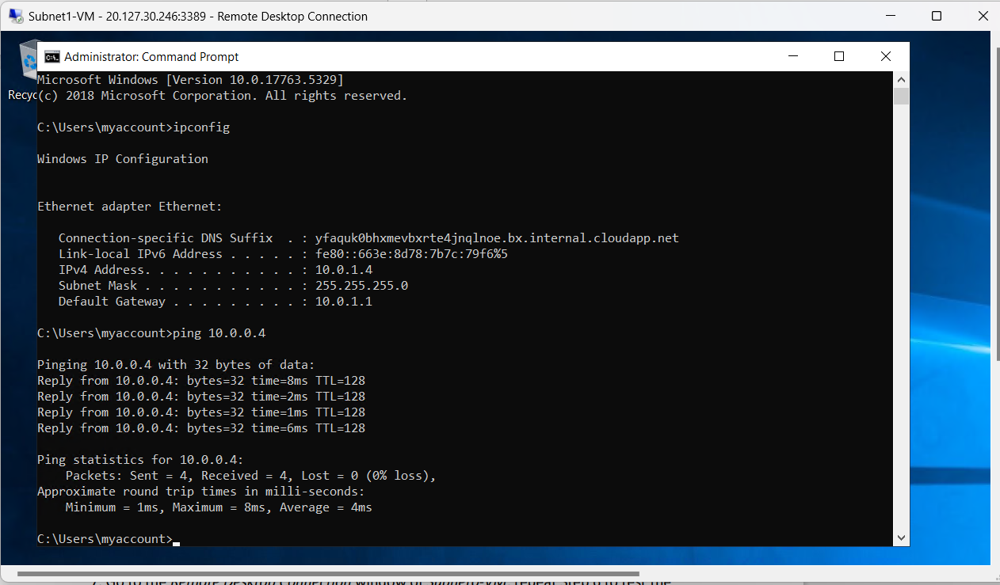 Subnet1-VM - 20.127.30.246:3389 - Remote Desktop Connection
Administrator: Command Prompt
Recyc
Microsoft Windows [Version 10.0.17763.5329]
(c) 2018 Microsoft Corporation. All rights reserved.
C:\Users\myaccount>ipconfig
Windows IP Configuration
Ethernet adapter Ethernet:
Connection-specific DNS Suffix  . : yfaquk0bhxmevbxrte4jnqlnoe.bx.internal.cloudapp.net
Link-local IPv6 Address . . . . . : fe80::663e:8d78:7b7c:79f6%5
IPv4 Address. . . . . . . . . . . : 10.0.1.4
Subnet Mask . . . . . . . . . . . : 255.255.255.0
Default Gateway . . . . . . . . . : 10.0.1.1
C:\Users\myaccount>ping 10.0.0.4
Pinging 10.0.0.4 with 32 bytes of data:
Reply from 10.0.0.4: bytes=32 time=8ms TTL=128
Reply from 10.0.0.4: bytes=32 time=2ms TTL=128
Reply from 10.0.0.4: bytes=32 time=1ms TTL=128
Reply from 10.0.0.4: bytes=32 time=6ms TTL=128
Ping statistics for 10.0.0.4:
Packets: Sent = 4, Received = 4, Lost = 0 (0% loss),
Approximate round trip times in milli-seconds:
Minimum = 1ms, Maximum = 8ms, Average = 4ms
C:\Users\myaccount>